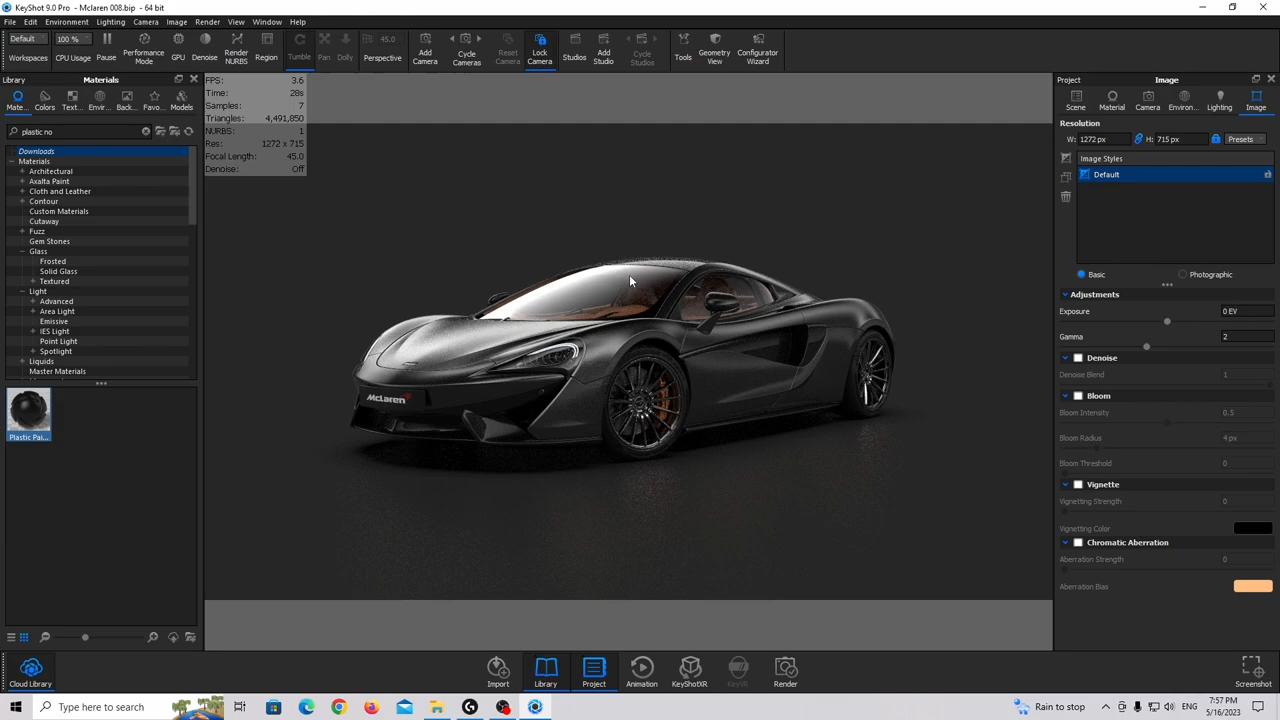 KeyShot 9.0 Pro - Mclaren 008.bip - 64 bit
File Edit Environment Lighting Camera Image Render View Window Help
Default 100 % 45.0
Workspaces CPU Usage Pause Performance Mode GPU Denoise Render NURBS Region Tumble Pan Dolly Perspective Add Camera Cycle Cameras Reset Camera Lock Camera Studios Add Studio Cycle Studios Tools Geometry View Configurator Wizard
Library Materials
Mate... Colors Text... Envir... Back... Favo... Models
plastic no
Downloads
Materials
Architectural
Axalta Paint
Cloth and Leather
Contour
Custom Materials
Cutaway
Fuzz
Gem Stones
Glass
Frosted
Solid Glass
Textured
Light
Advanced
Area Light
Emissive
IES Light
Point Light
Spotlight
Liquids
Master Materials
Plastic Pai...
Cloud Library
FPS: 3.6
Time: 28s
Samples: 7
Triangles: 4,491,850
NURBS: 1
Res: 1272 x 715
Focal Length: 45.0
Denoise: Off
McLaren
Project Image
Scene Material Camera Environ... Lighting Image
Resolution
W: 1272 px H: 715 px Presets
Image Styles
Default
Basic Photographic
Adjustments
Exposure 0 EV
Gamma 2
Denoise
Denoise Blend 1
Bloom
Bloom Intensity 0.5
Bloom Radius 4 px
Bloom Threshold 0
Vignette
Vignetting Strength 0
Vignetting Color
Chromatic Aberration
Aberration Strength 0
Aberration Bias
Import Library Project Animation KeyShotXR KeyVR Render Screenshot
Type here to search
Rain to stop
7:57 PM
5/16/2023